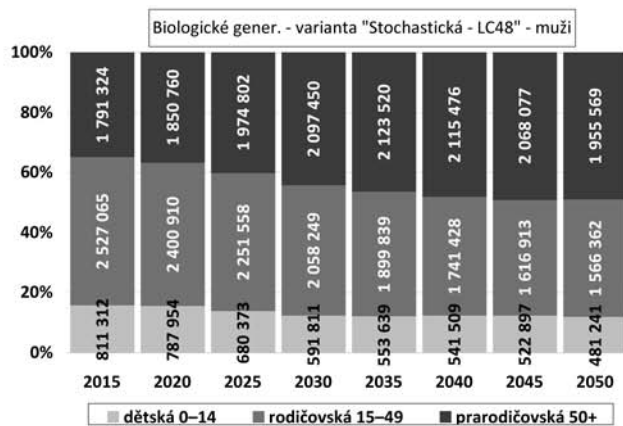 Biologické gener. - varianta "Stochastická - LC48" - muži
100%
80%
60%
40%
20%
0%
1 791 324
1 850 760
1 974 802
2 097 450
2 123 520
2 115 476
2 068 077
1 955 569
2 527 065
2 400 910
2 251 558
2 058 249
1 899 839
1 741 428
1 616 913
1 566 362
811 312
787 954
680 373
591 811
553 639
541 509
522 897
481 241
2015 2020 2025 2030 2035 2040 2045 2050
dětská 0–14 rodičovská 15–49 prarodičovská 50+